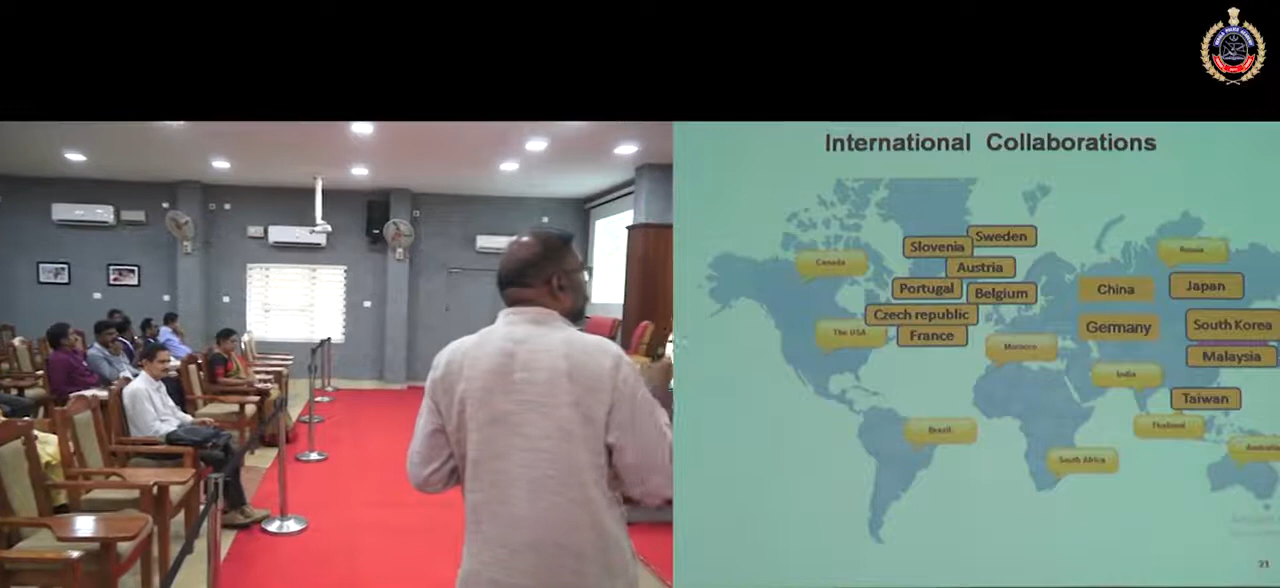 International Collaborations
Sweden
Slovenia
Russia
Canada
Austria
Portugal
Belgium
China
Japan
Czech republic
Germany
South Korea
The USA
France
Morocco
Malaysia
India
Taiwan
Brazil
Thailand
South Africa
Australia
21